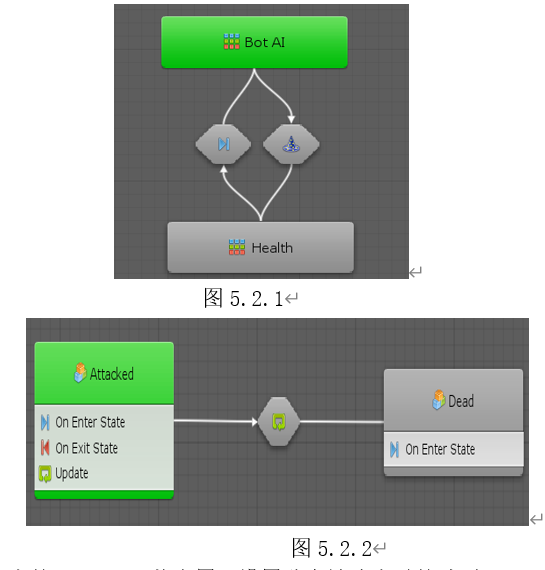 Bot AI
Health
图 5.2.1
Attacked
On Enter State
On Exit State
Update
Dead
On Enter State
图 5.2.2